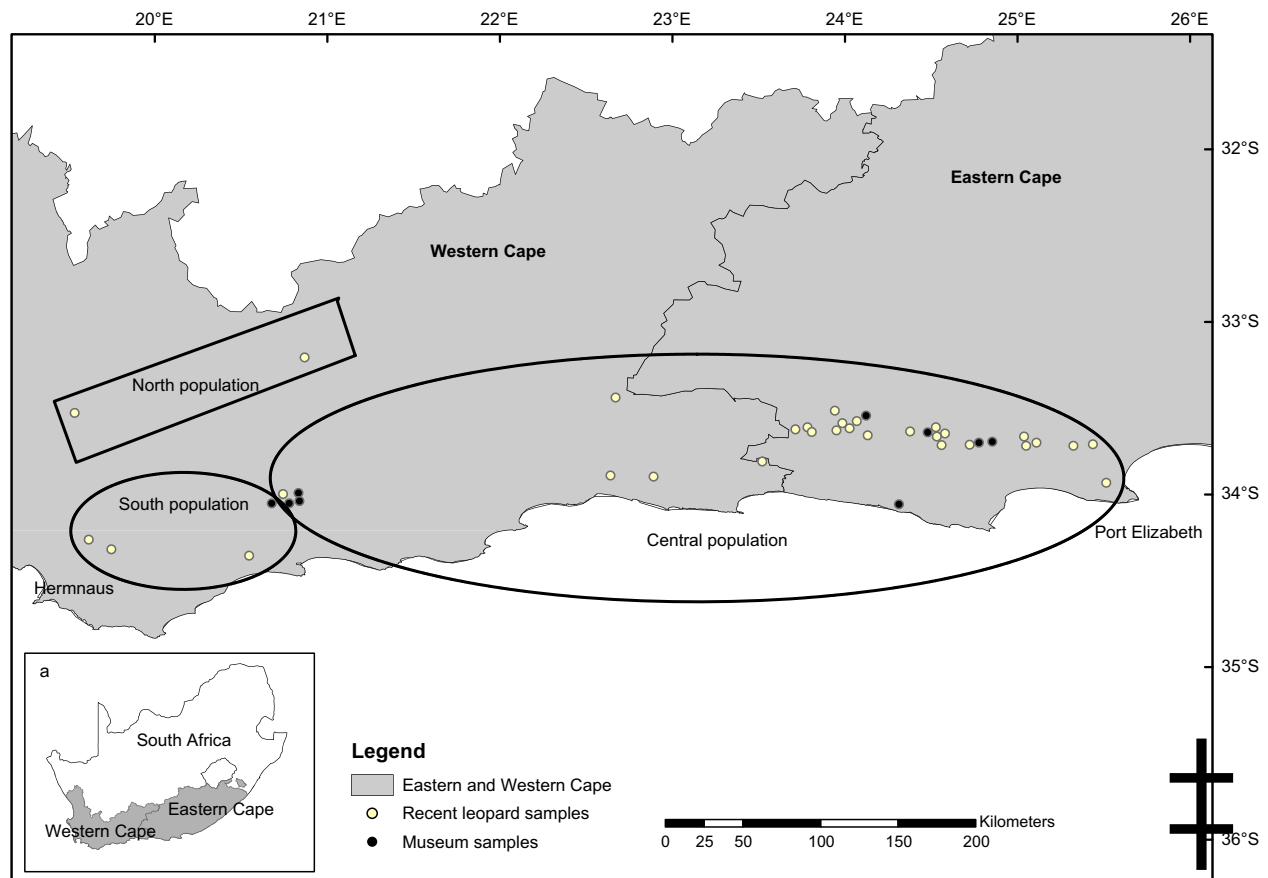 20°E 21°E 22°E 23°E 24°E 25°E 26°E
32°S
Eastern Cape
Western Cape
33°S
North population
South population
34°S
Central population
Port Elizabeth
Hermnaus
35°S
a
South Africa
Eastern Cape
Western Cape
Legend
Eastern and Western Cape
Recent leopard samples
Museum samples
Kilometers
0 25 50 100 150 200
36°S